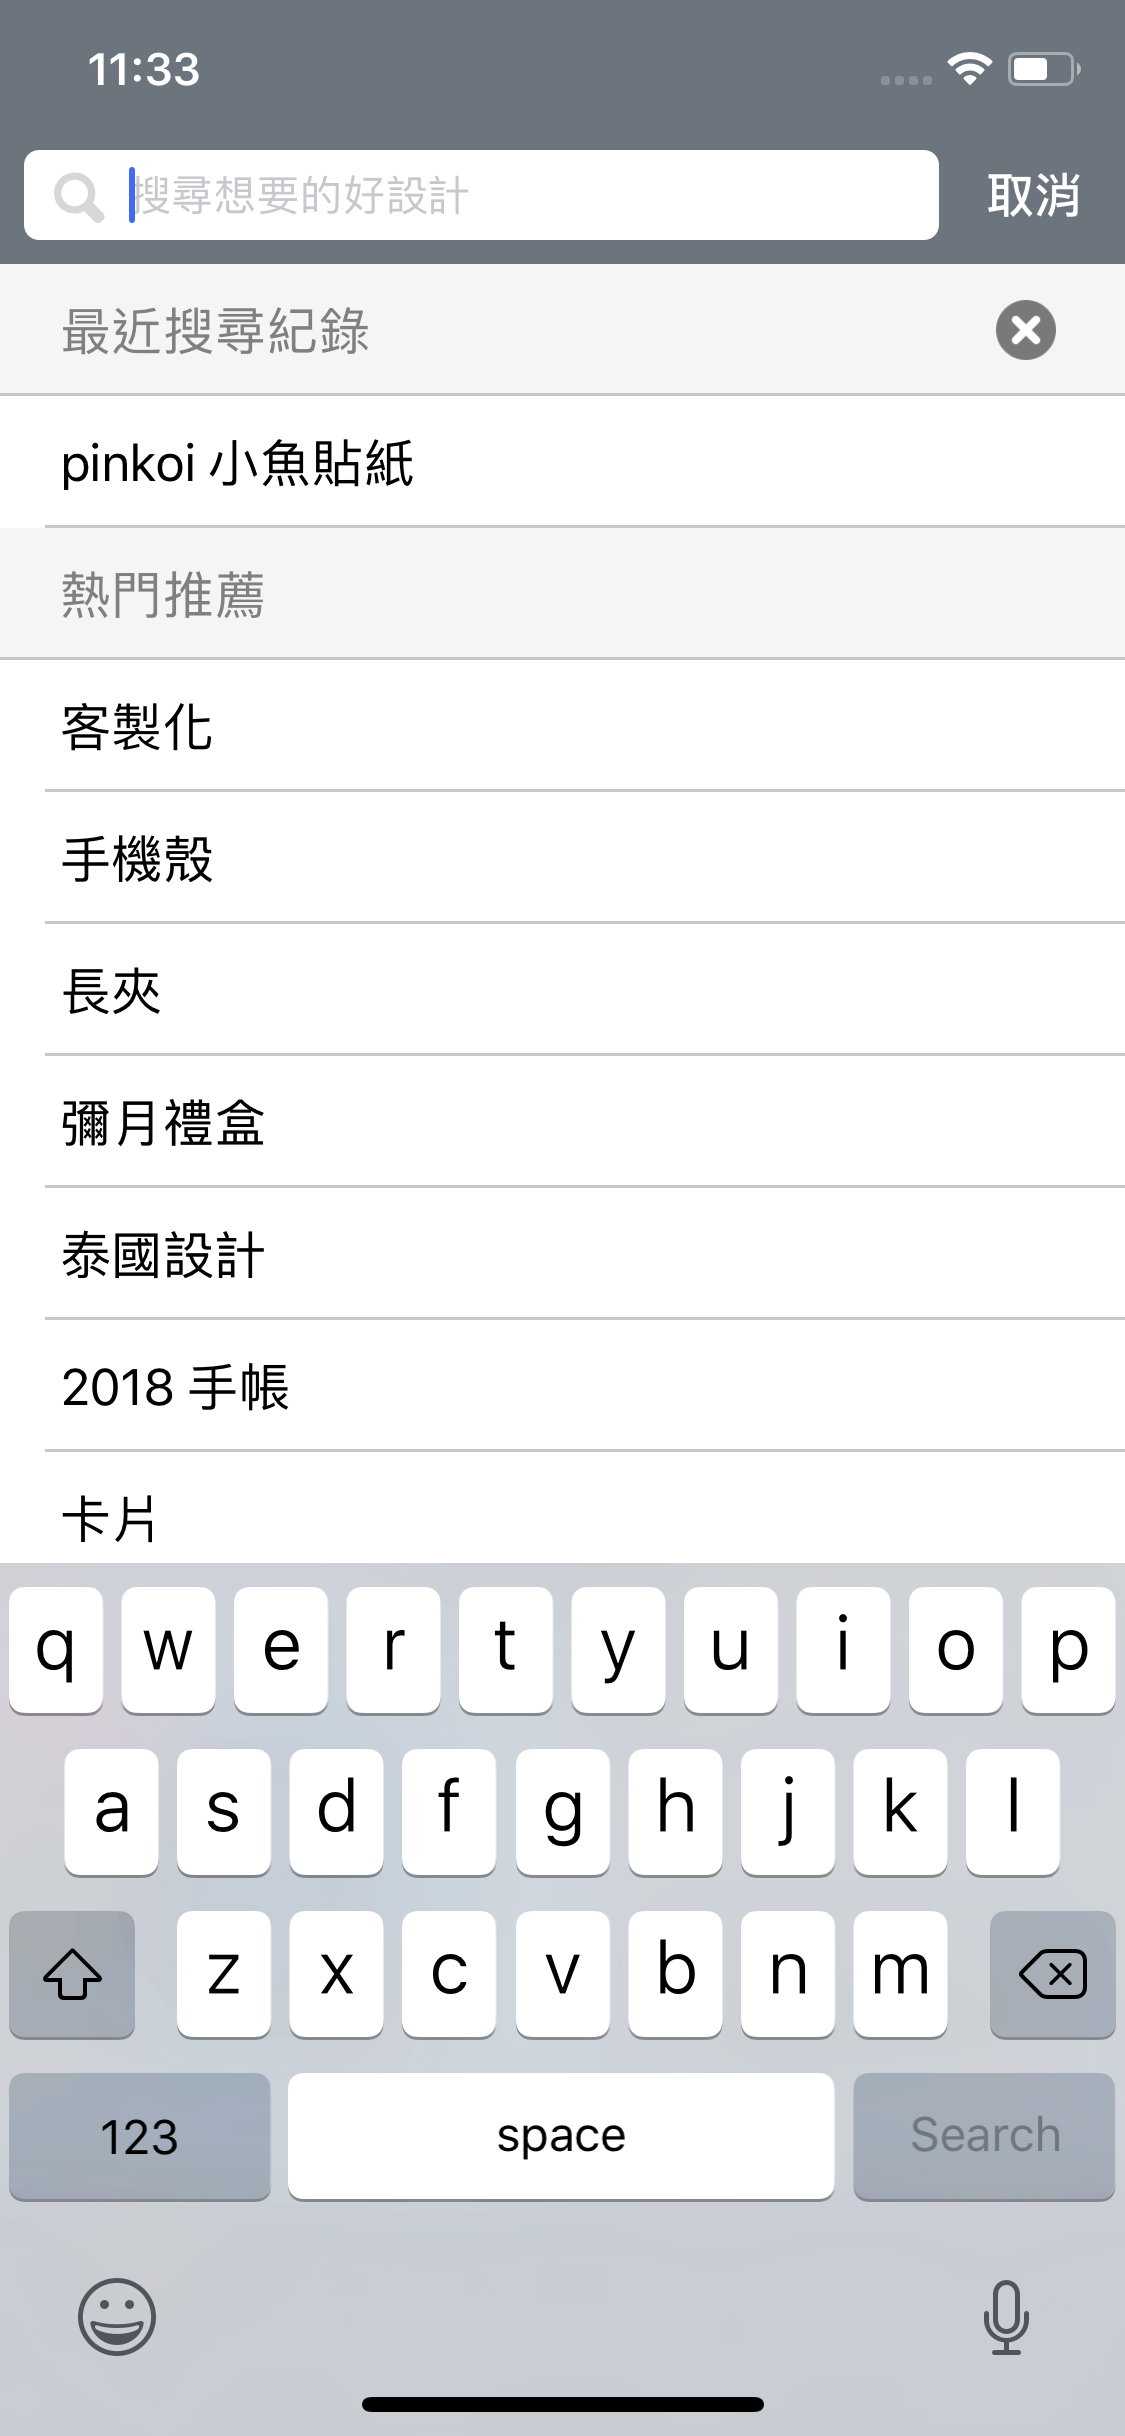 11:33
搜尋想要的好設計
取消
最近搜尋紀錄
pinkoi 小魚貼紙
熱門推薦
客製化
手機殼
長夾
彌月禮盒
泰國設計
2018 手帳
卡片
q w e r t y u i o p
a s d f g h j k l
z x c v b n m
123 space Search